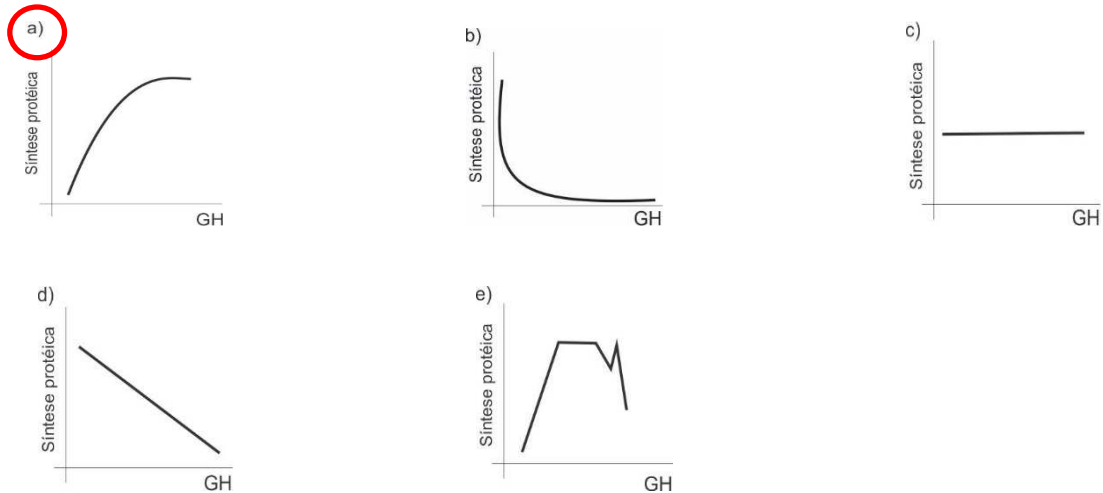 a)
Síntese protéica
GH
b)
Síntese protéica
GH
c)
Síntese protéica
GH
d)
Síntese protéica
GH
e)
Síntese protéica
GH